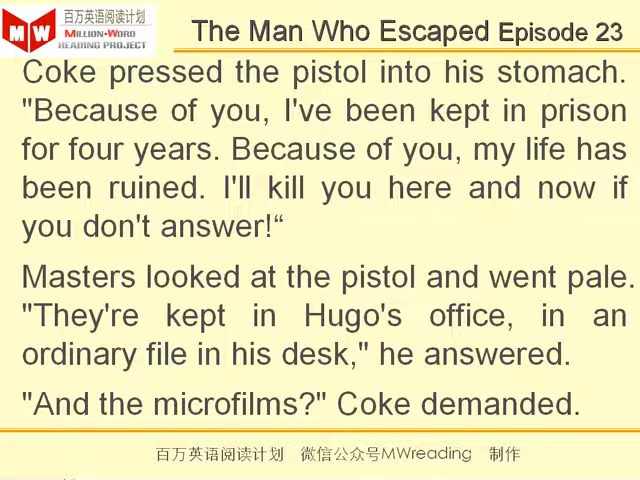 百万英语阅读计划
MILLION-WORD
READING PROJECT
The Man Who Escaped Episode 23
Coke pressed the pistol into his stomach.
"Because of you, I've been kept in prison
for four years. Because of you, my life has
been ruined. I'll kill you here and now if
you don't answer!“
Masters looked at the pistol and went pale.
"They're kept in Hugo's office, in an
ordinary file in his desk," he answered.
"And the microfilms?" Coke demanded.
百万英语阅读计划 微信公众号MWreading 制作